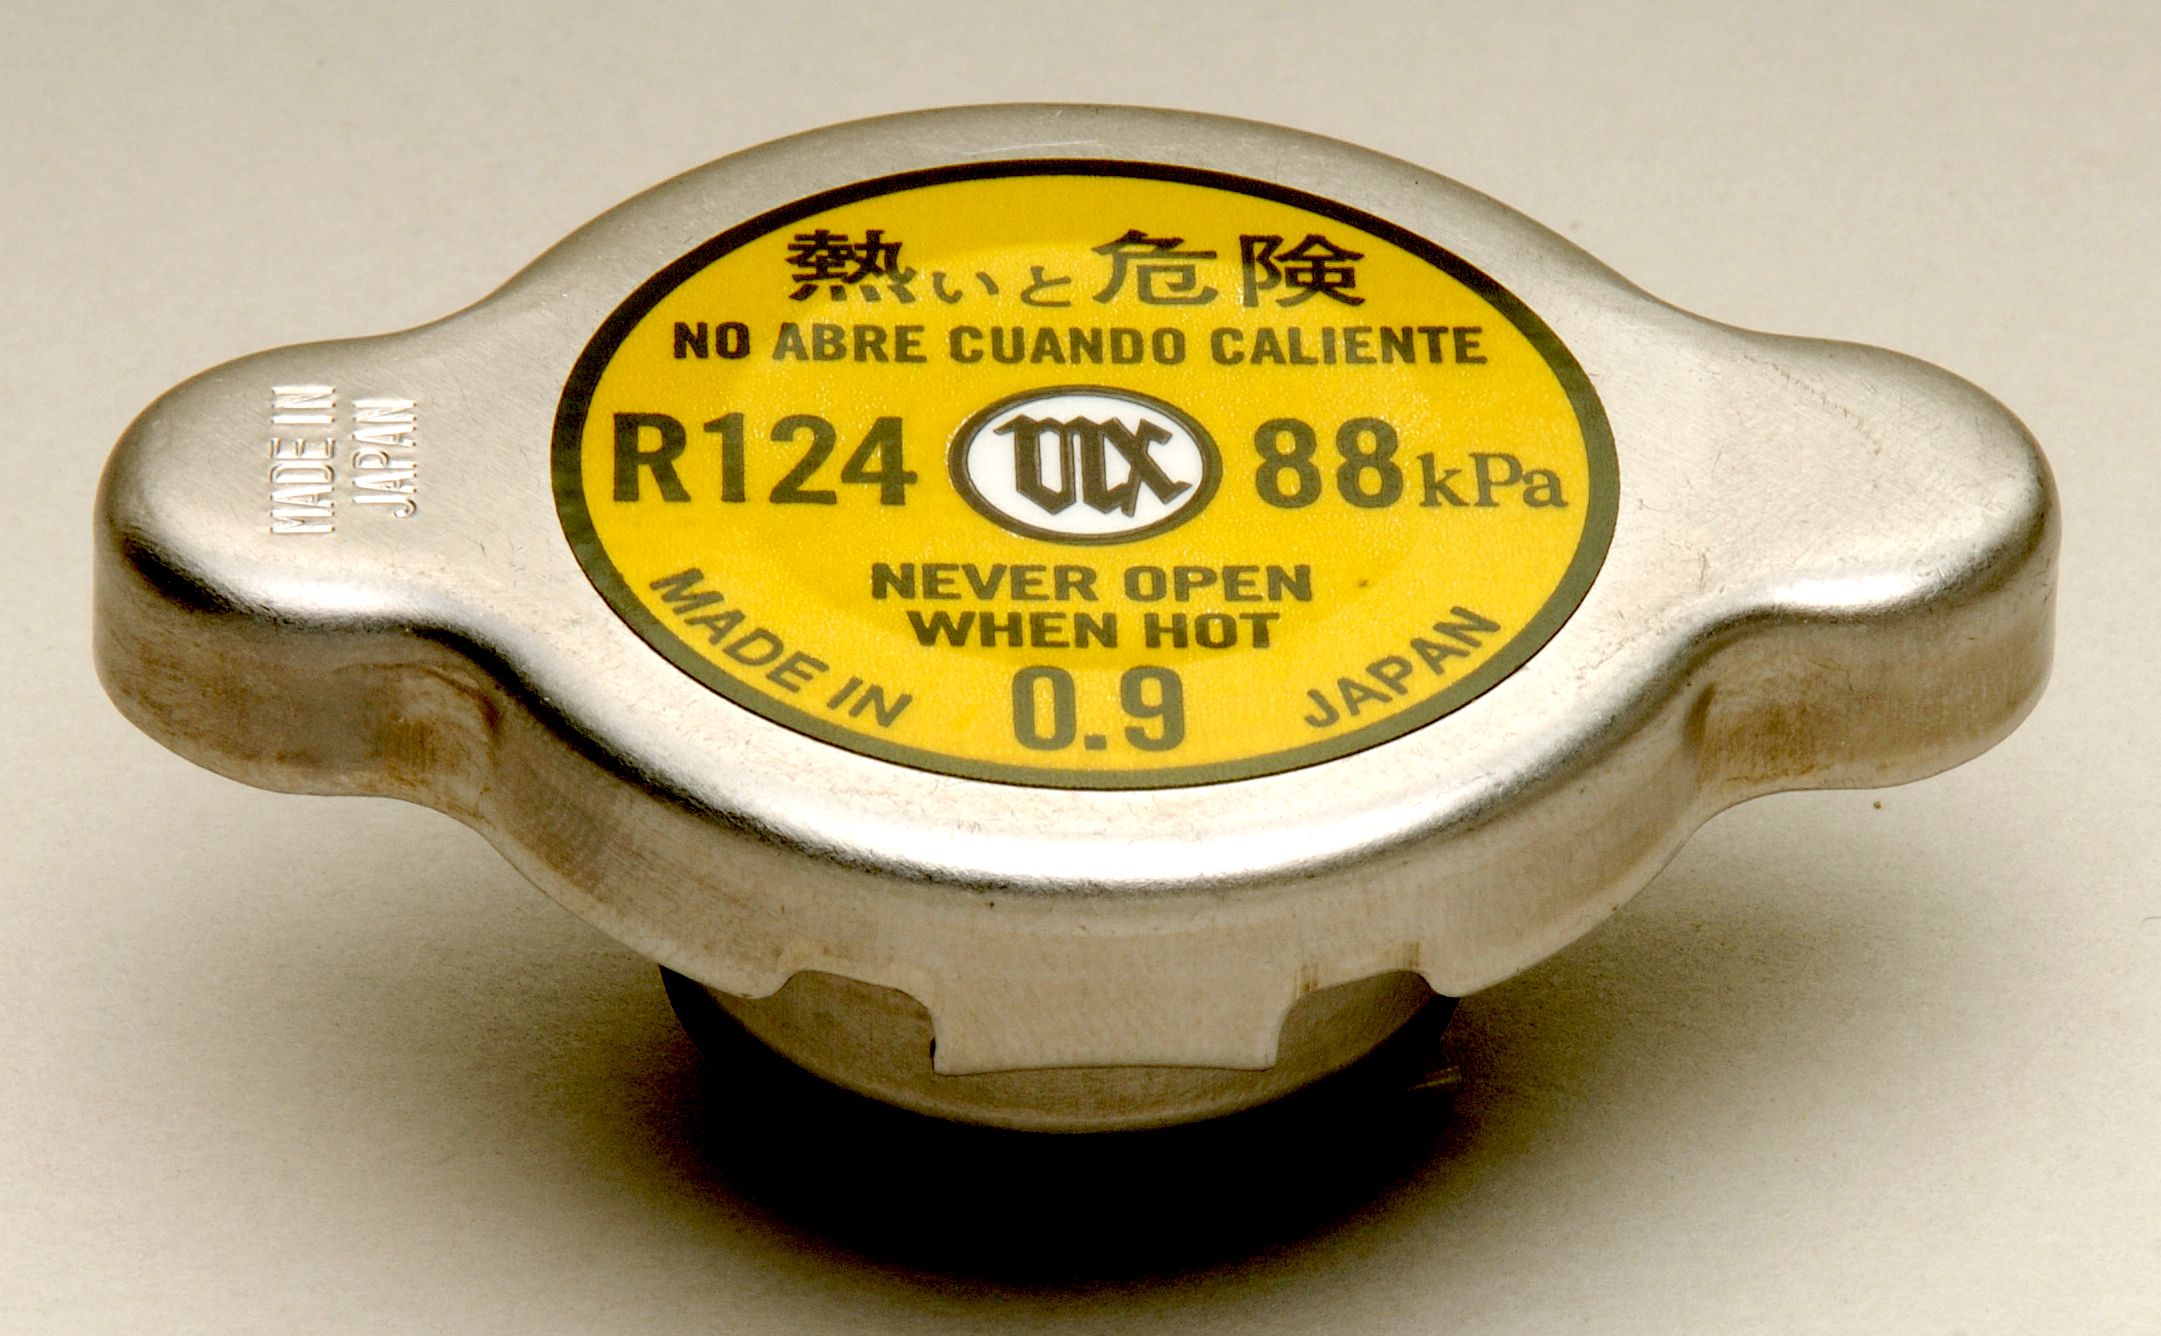 熱いと危険
NO ABRE CUANDO CALIENTE
R124 88kPa
NEVER OPEN
WHEN HOT
MADE IN 0.9 JAPAN
MADE IN
JAPAN